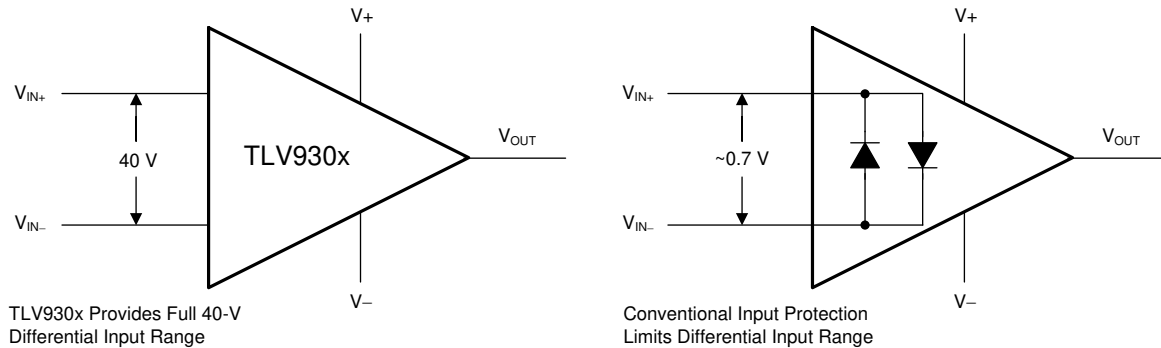 V+
VIN+
40 V
TLV930x
VOUT
VIN–
V–
TLV930x Provides Full 40-V
Differential Input Range
V+
VIN+
~0.7 V
VOUT
VIN–
V–
Conventional Input Protection
Limits Differential Input Range